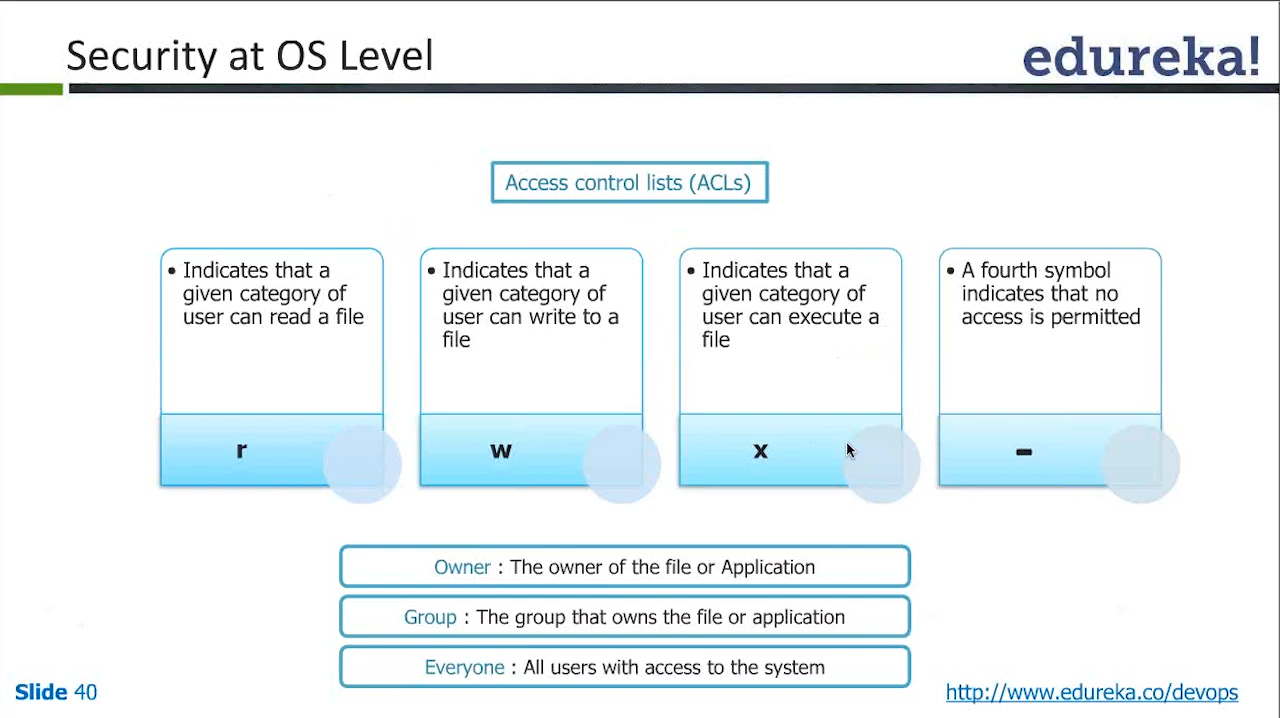 Security at OS Level
edureka!
Access control lists (ACLs)
• Indicates that a
given category of
user can read a file
r
• Indicates that a
given category of
user can write to a
file
w
• Indicates that a
given category of
user can execute a
file
x
• A fourth symbol
indicates that no
access is permitted
-
Owner : The owner of the file or Application
Group : The group that owns the file or application
Everyone : All users with access to the system
Slide 40
http://www.edureka.co/devops